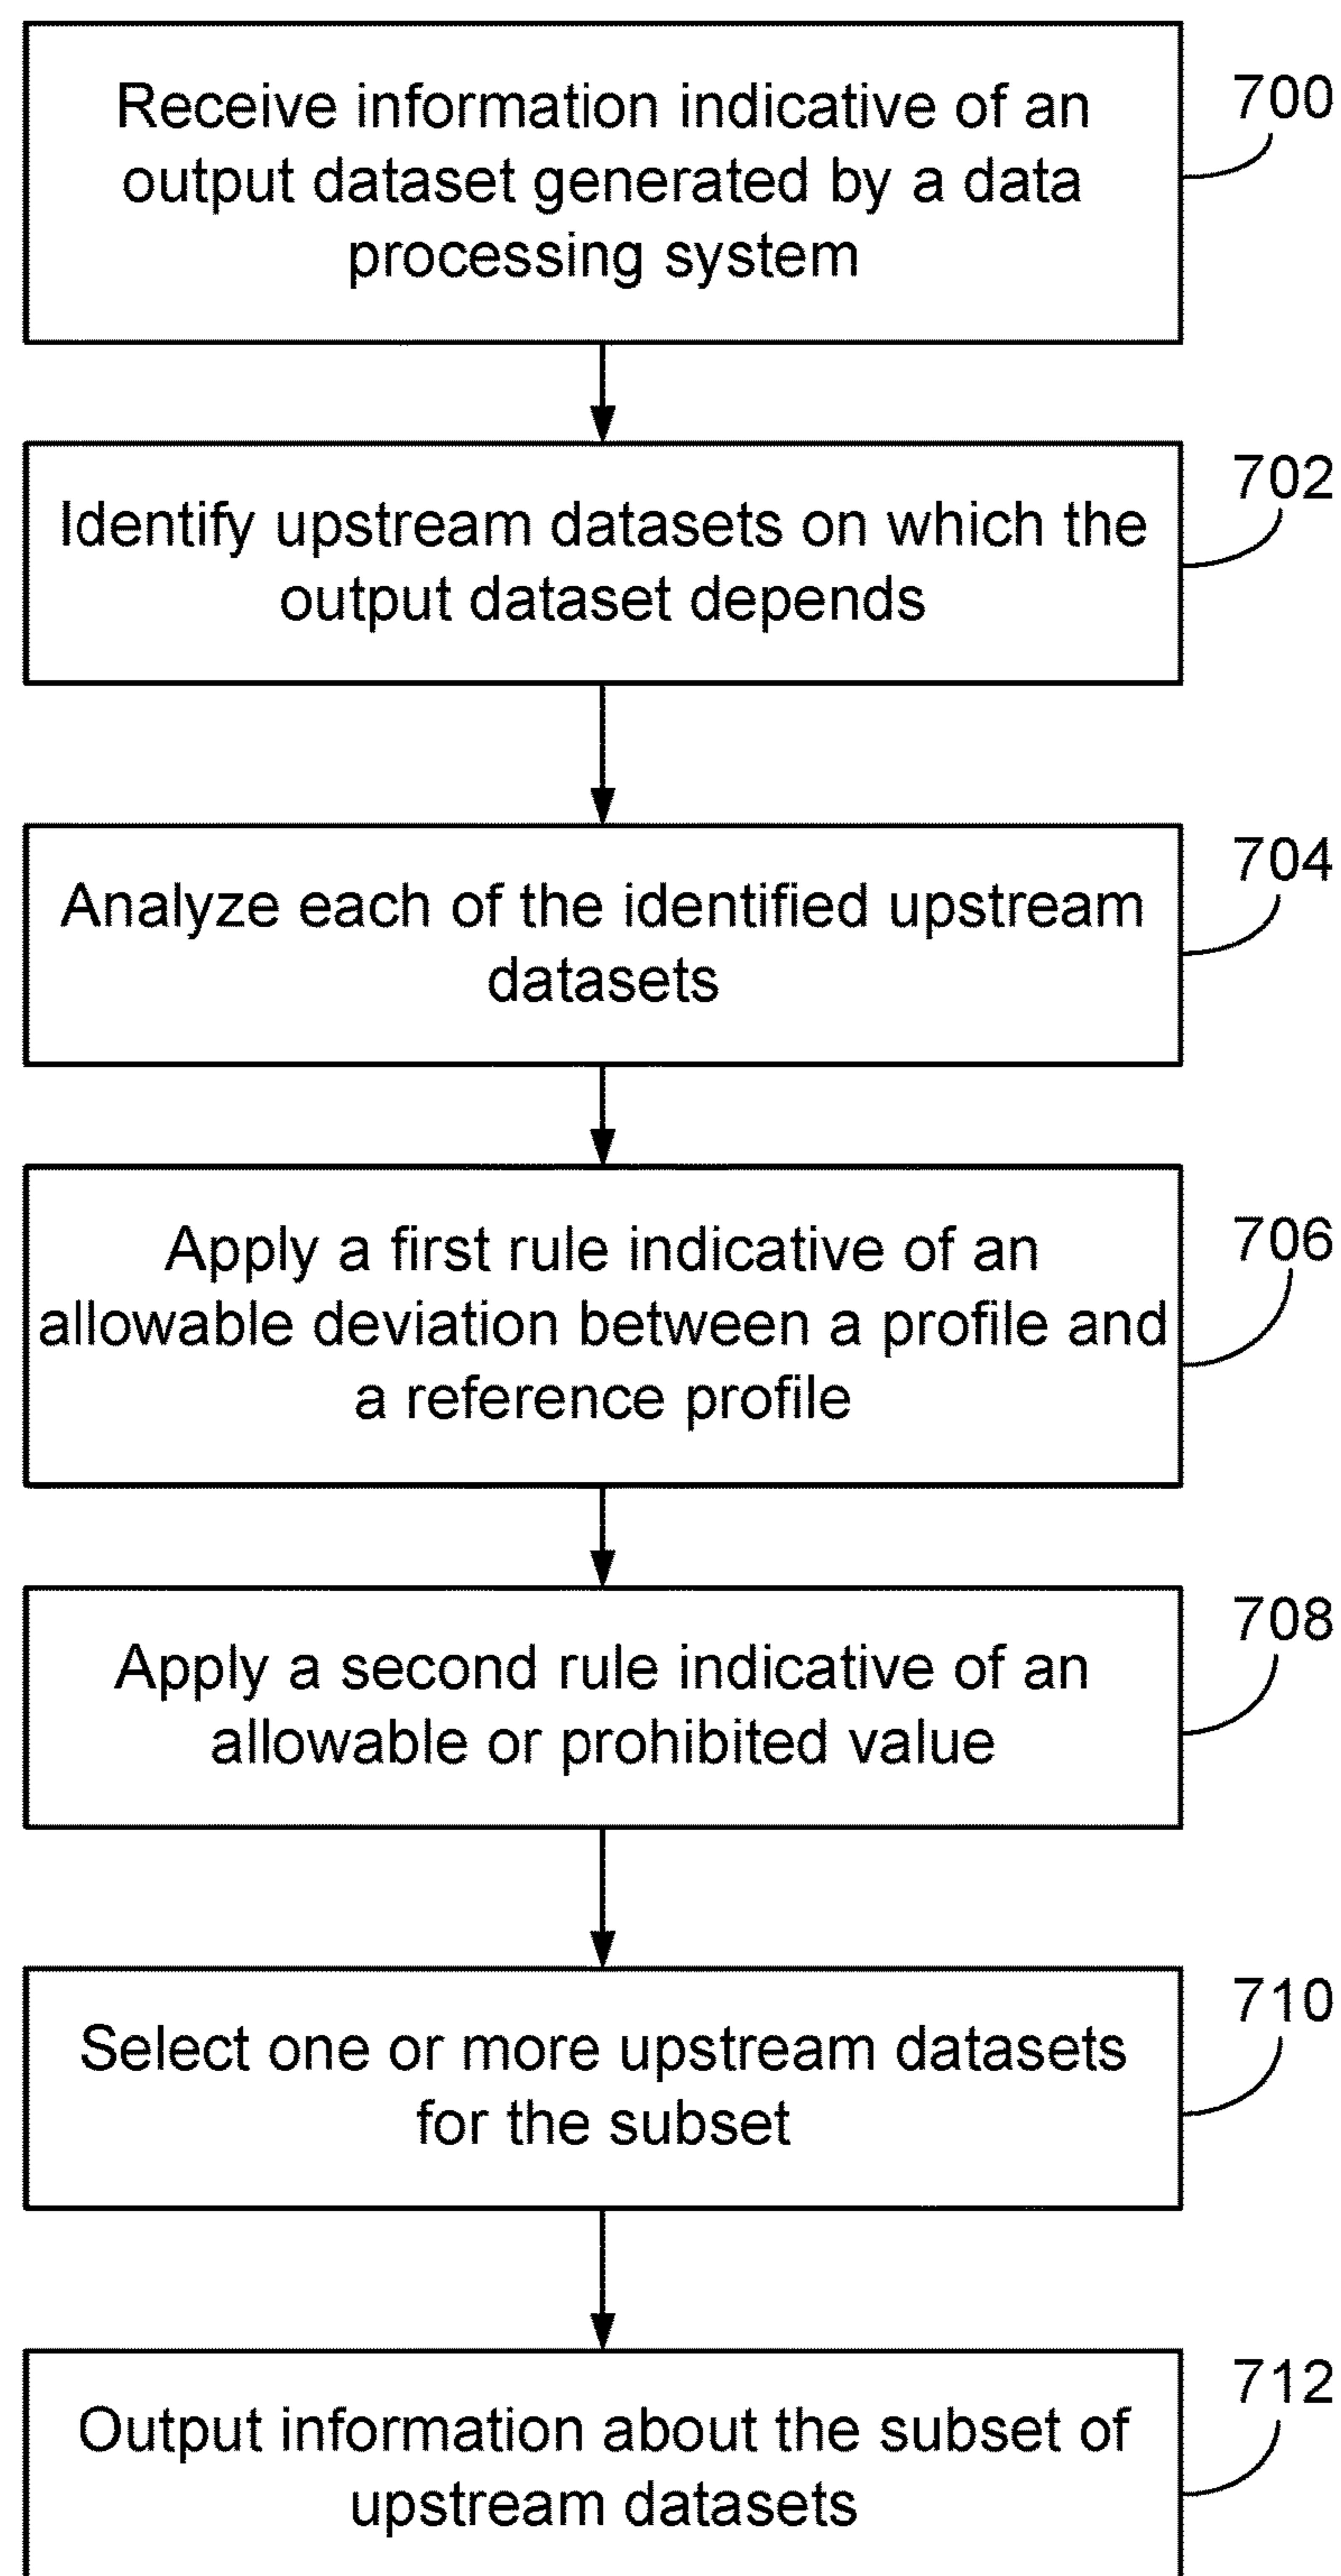 700
Receive information indicative of an
output dataset generated by a data
processing system
702
Identify upstream datasets on which the
output dataset depends
704
Analyze each of the identified upstream
datasets
706
Apply a first rule indicative of an
allowable deviation between a profile and
a reference profile
708
Apply a second rule indicative of an
allowable or prohibited value
710
Select one or more upstream datasets
for the subset
712
Output information about the subset of
upstream datasets